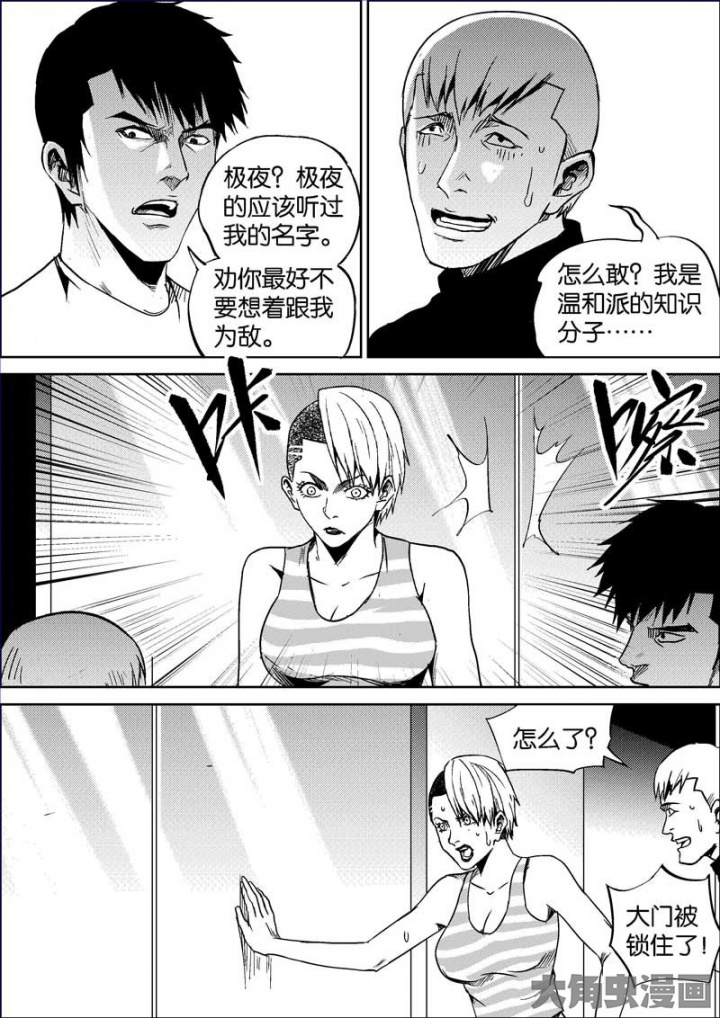 极夜？极夜
的应该听过
我的名字。
劝你最好不
要想着跟我
为敌。
怎么敢？我是
温和派的知识
分子……
咔
嚓
怎么了？
大门被
锁住了！
大角虫漫画